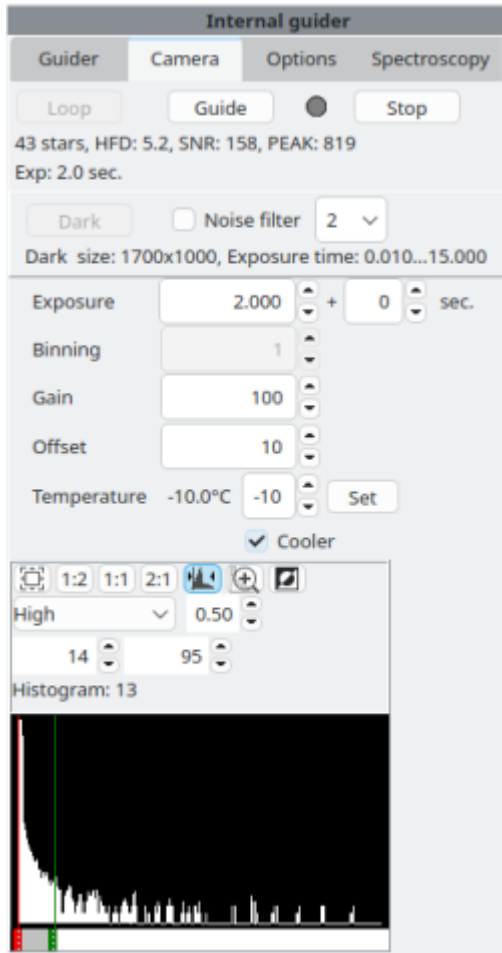 Internal guider
Guider Camera Options Spectroscopy
Loop Guide Stop
43 stars, HFD: 5.2, SNR: 158, PEAK: 819
Exp: 2.0 sec.
Dark Noise filter 2
Dark size: 1700x1000, Exposure time: 0.010...15.000
Exposure 2.000 + 0 sec.
Binning 1
Gain 100
Offset 10
Temperature -10.0°C -10 Set
Cooler
1:2 1:1 2:1
High 0.50
14 95
Histogram: 13